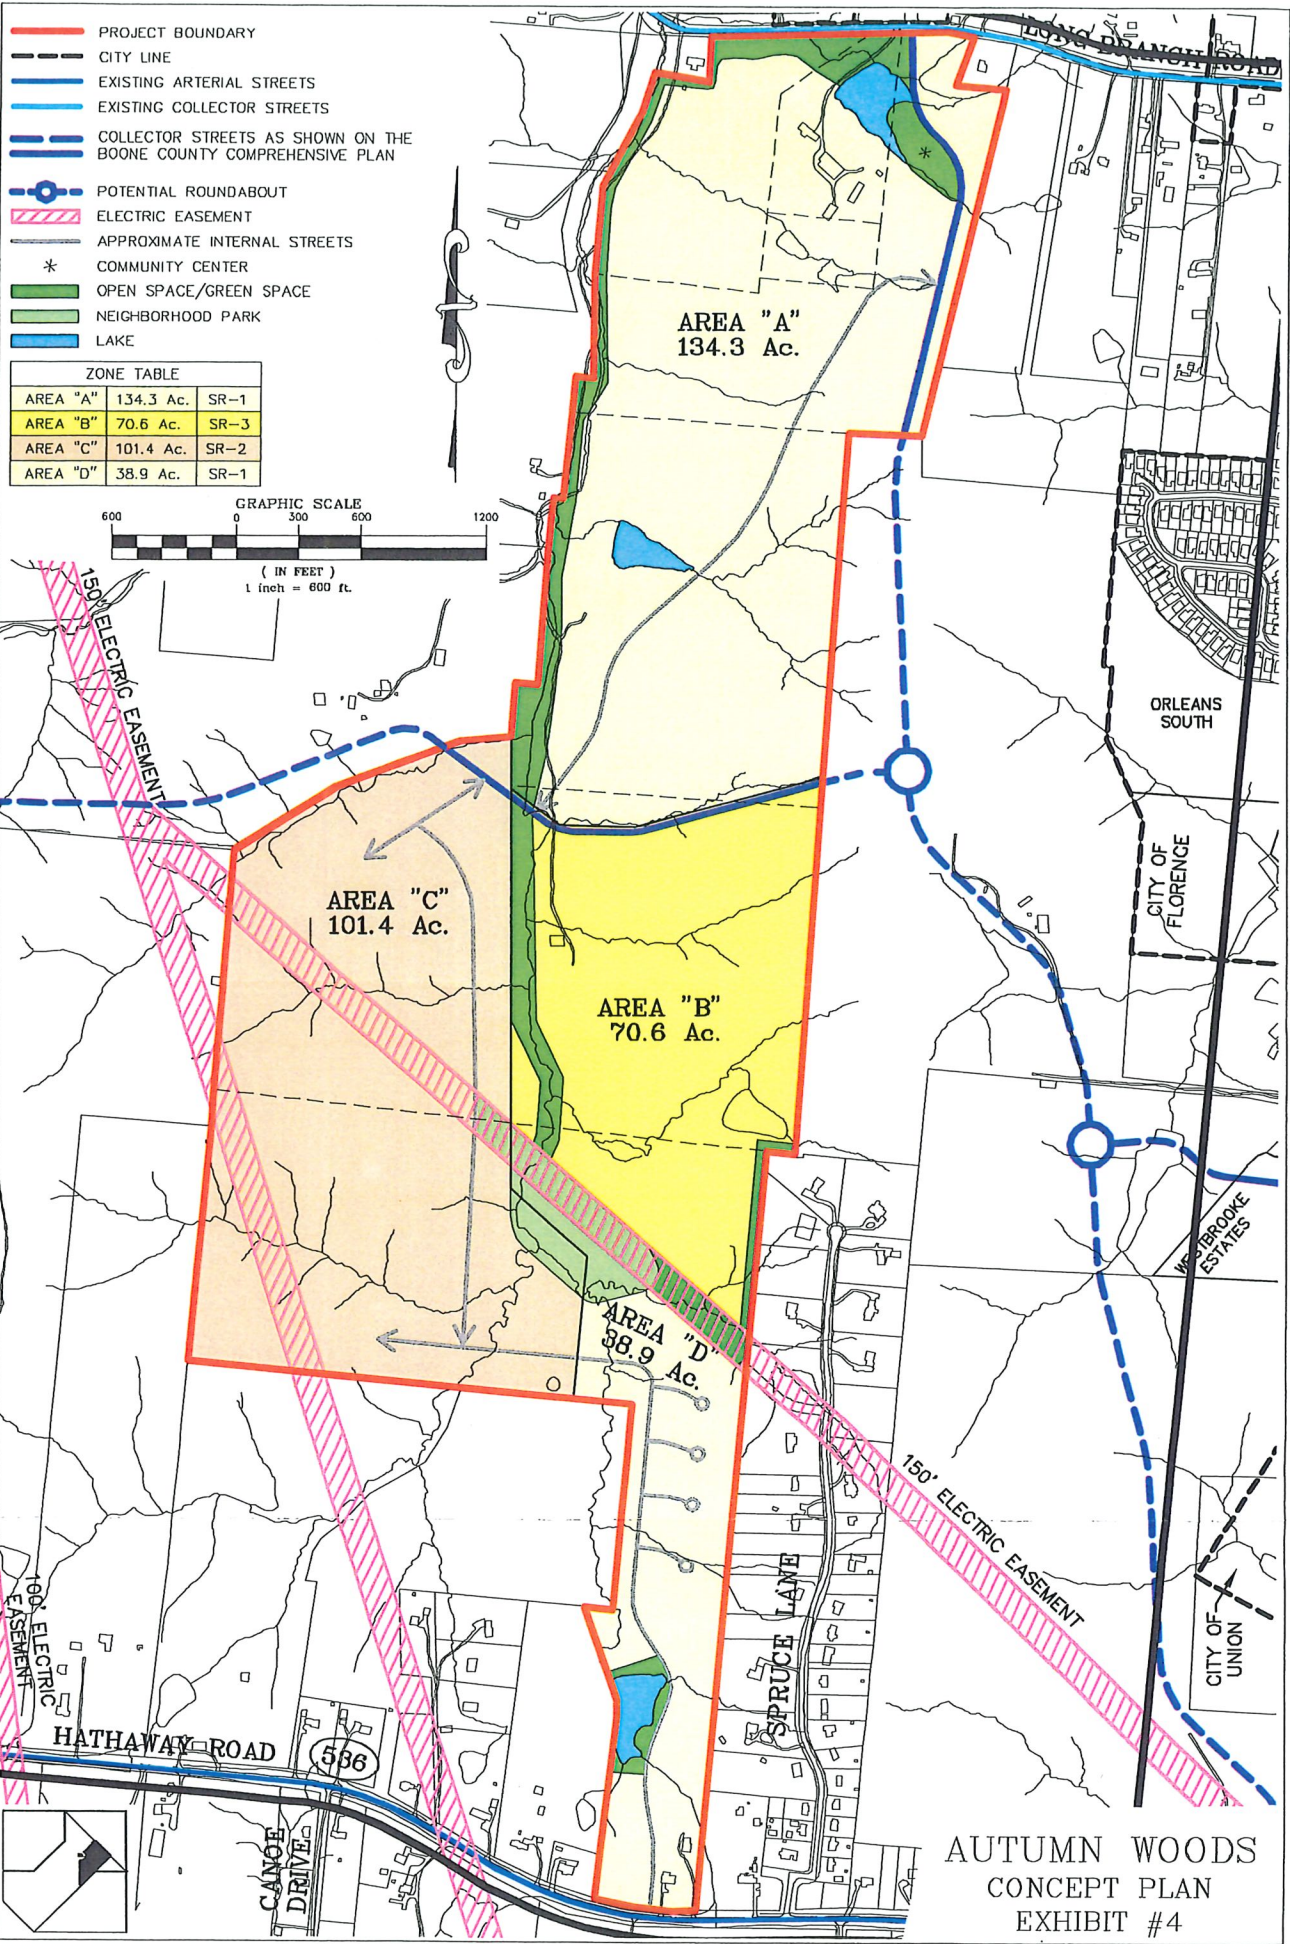 PROJECT BOUNDARY
CITY LINE
EXISTING ARTERIAL STREETS
EXISTING COLLECTOR STREETS
COLLECTOR STREETS AS SHOWN ON THE
BOONE COUNTY COMPREHENSIVE PLAN
POTENTIAL ROUNDABOUT
ELECTRIC EASEMENT
APPROXIMATE INTERNAL STREETS
* COMMUNITY CENTER
OPEN SPACE/GREEN SPACE
NEIGHBORHOOD PARK
LAKE
ZONE TABLE
AREA "A" 134.3 Ac. SR-1
AREA "B" 70.6 Ac. SR-3
AREA "C" 101.4 Ac. SR-2
AREA "D" 38.9 Ac. SR-1
GRAPHIC SCALE
600 0 300 600 1200
( IN FEET )
1 inch = 600 ft.
LONG BRANCH ROAD
*
AREA "A"
134.3 Ac.
150' ELECTRIC EASEMENT
ORLEANS
SOUTH
CITY OF
FLORENCE
AREA "C"
101.4 Ac.
AREA "B"
70.6 Ac.
WESTBROOKE
ESTATES
AREA "D"
38.9 Ac.
150' ELECTRIC EASEMENT
SPRUCE LANE
CITY OF
UNION
100' ELECTRIC
EASEMENT
HATHAWAY ROAD
536
CANOE
DRIVE
AUTUMN WOODS
CONCEPT PLAN
EXHIBIT #4